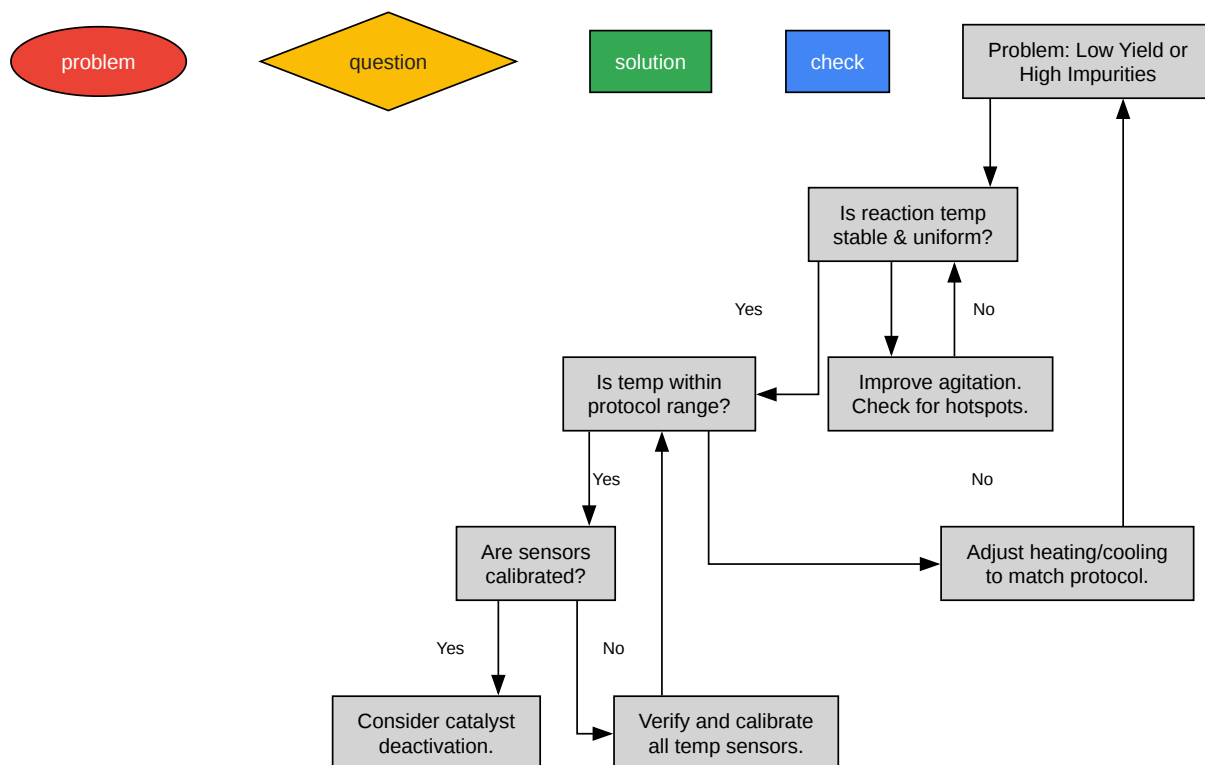 problem
question
solution
check
Problem: Low Yield or
High Impurities
Is reaction temp
stable & uniform?
Yes
No
Is temp within
protocol range?
Improve agitation.
Check for hotspots.
Yes
No
Are sensors
calibrated?
Adjust heating/cooling
to match protocol.
Yes
No
Consider catalyst
deactivation.
Verify and calibrate
all temp sensors.